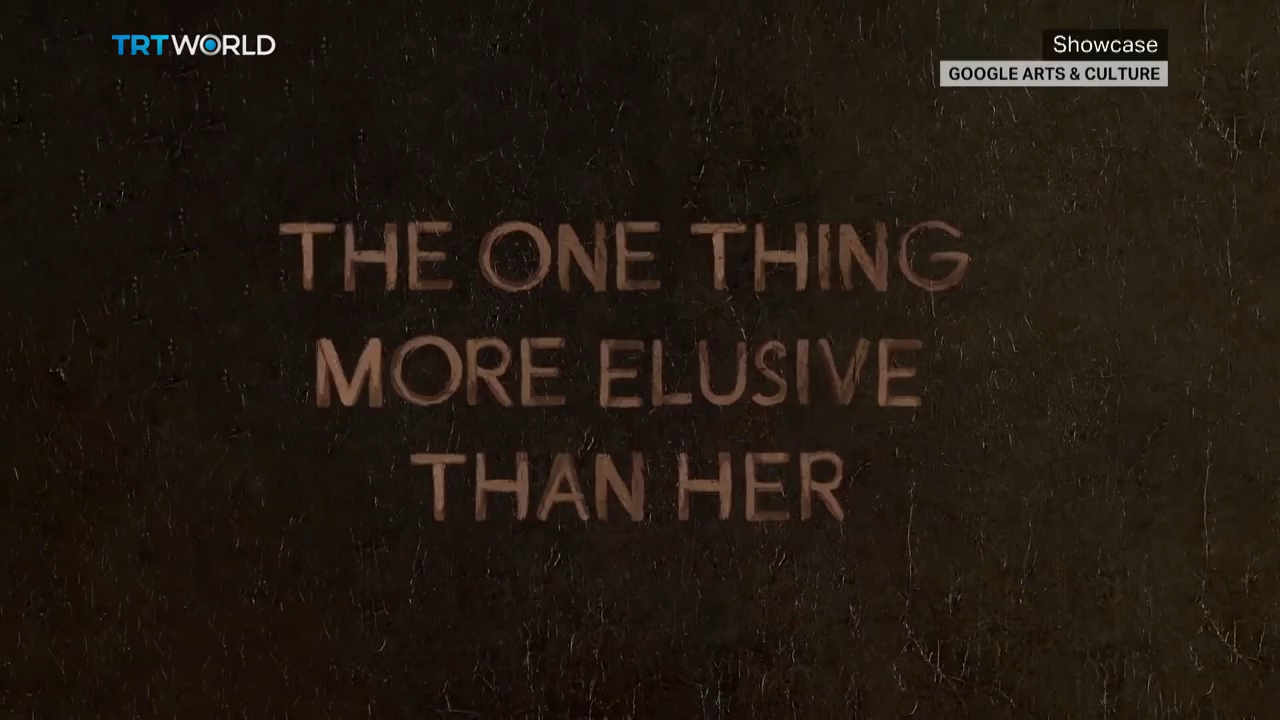 TRTWORLD
Showcase
GOOGLE ARTS & CULTURE
THE ONE THING
MORE ELUSIVE
THAN HER